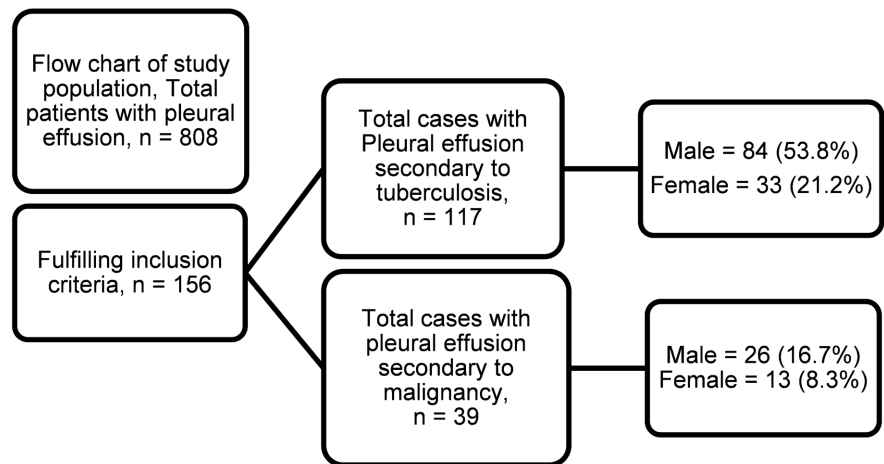 Flow chart of study
population, Total
patients with pleural
effusion, n = 808
Fulfilling inclusion
criteria, n = 156
Total cases with
Pleural effusion
secondary to
tuberculosis,
n = 117
Male = 84 (53.8%)
Female = 33 (21.2%)
Total cases with
pleural effusion
secondary to
malignancy,
n = 39
Male = 26 (16.7%)
Female = 13 (8.3%)